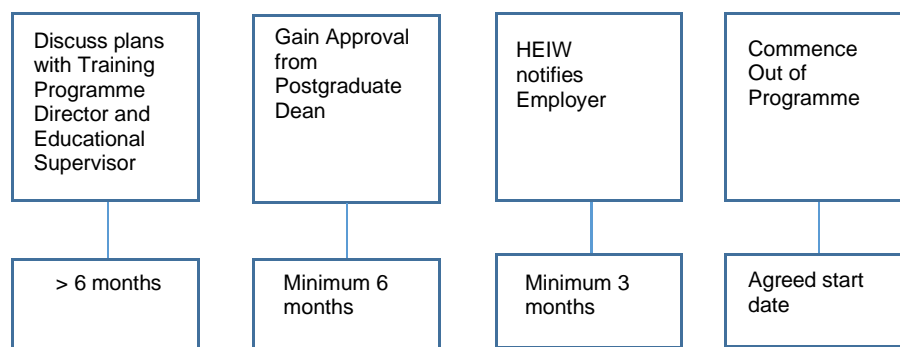 Discuss plans
with Training
Programme
Director and
Educational
Supervisor
Gain Approval
from
Postgraduate
Dean
HEIW
notifies
Employer
Commence
Out of
Programme
> 6 months
Minimum 6
months
Minimum 3
months
Agreed start
date